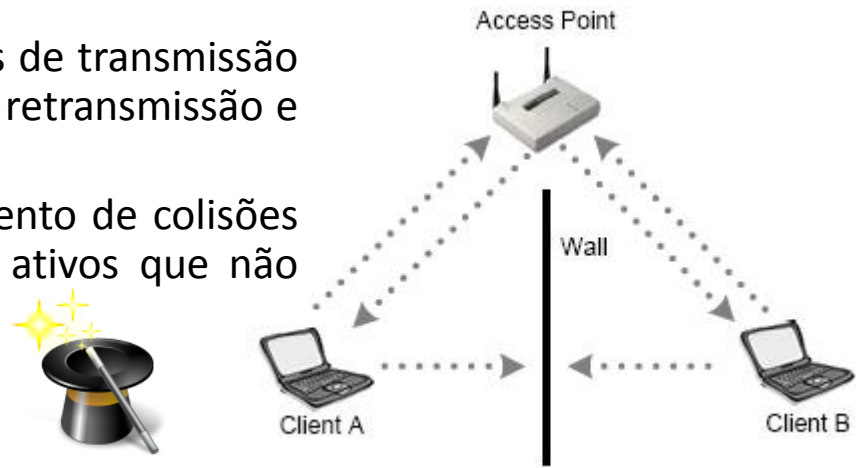 s de transmissão
retransmissão e
ento de colisões
ativos que não
Access Point
Wall
Client A
Client B